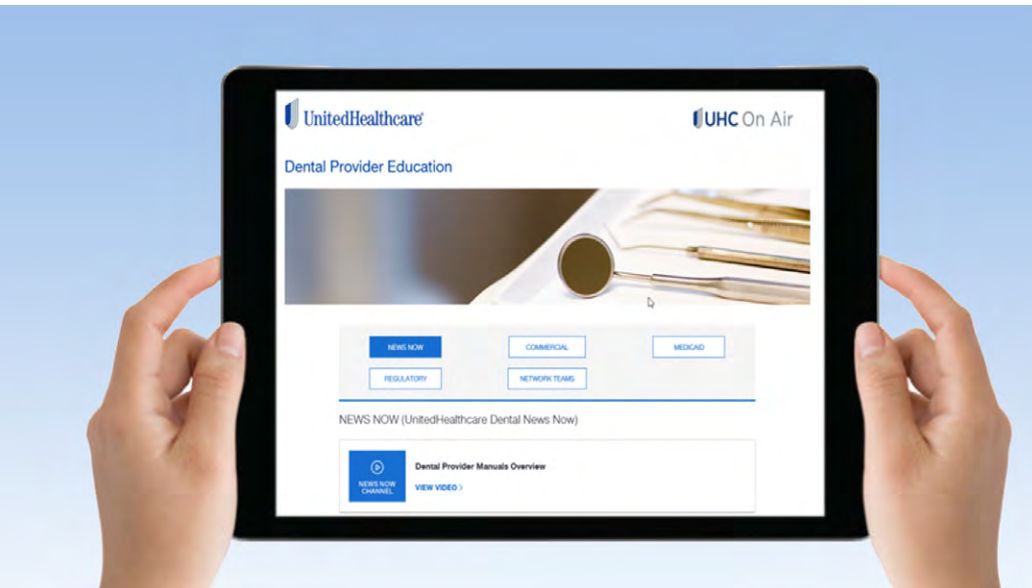 UnitedHealthcare®
UHC On Air
Dental Provider Education
NEWS NOW
COMMERCIAL
MEDICAID
REGULATORY
NETWORK TEAMS
NEWS NOW (UnitedHealthcare Dental News Now)
NEWS NOW
CHANNEL
Dental Provider Manuals Overview
VIEW VIDEO >